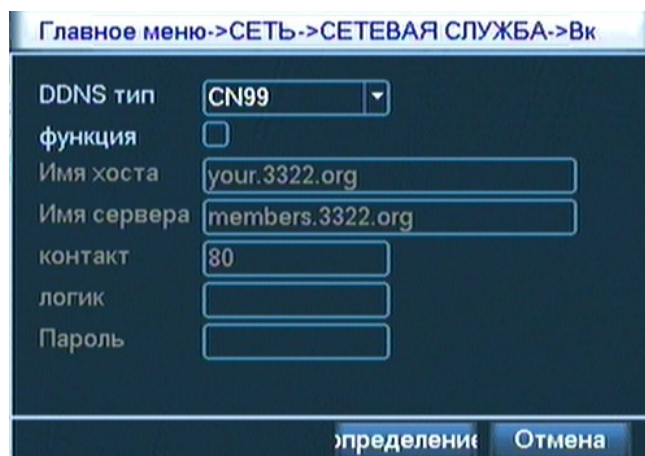 Главное меню->СЕТЬ->СЕТЕВАЯ СЛУЖБА->Вк
DDNS тип CN99
функция
Имя хоста your.3322.org
Имя сервера members.3322.org
контакт 80
логик
Пароль
определение Отмена